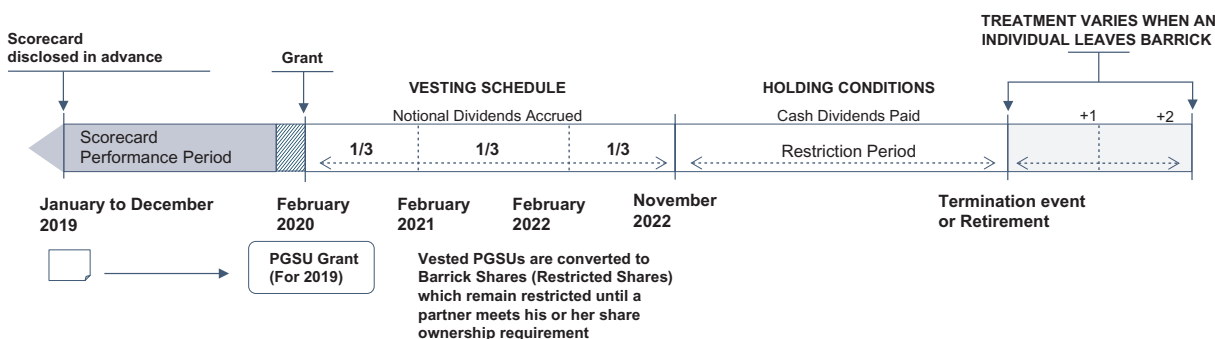 TREATMENT VARIES WHEN AN
INDIVIDUAL LEAVES BARRICK
Scorecard
disclosed in advance
Grant
VESTING SCHEDULE
HOLDING CONDITIONS
Notional Dividends Accrued
Cash Dividends Paid
+1
+2
Scorecard
Performance Period
1/3
1/3
1/3
Restriction Period
January to December
2019
February
2020
February
2021
February
2022
November
2022
Termination event
or Retirement
PGSU Grant
(For 2019)
Vested PGSUs are converted to
Barrick Shares (Restricted Shares)
which remain restricted until a
partner meets his or her share
ownership requirement